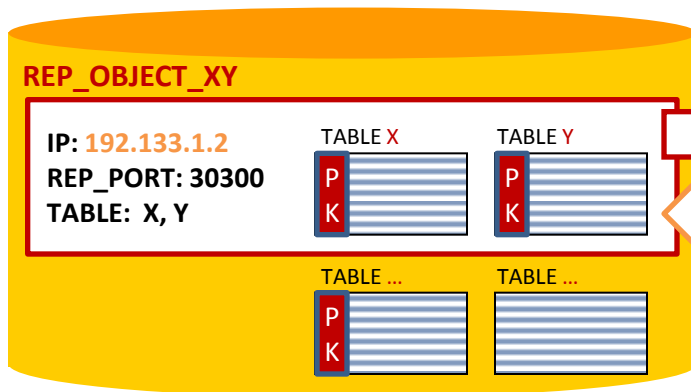 REP_OBJECT_XY
IP: 192.133.1.2
REP_PORT: 30300
TABLE: X, Y
TABLE X
P
K
TABLE Y
P
K
TABLE ...
P
K
TABLE ...